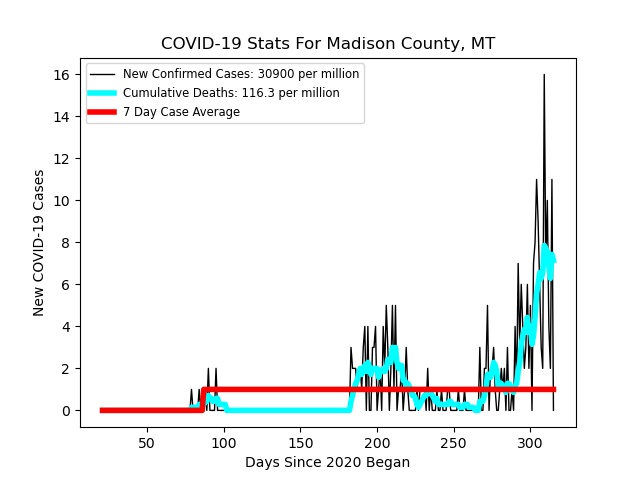 COVID-19 Stats For Madison County, MT
New Confirmed Cases: 30900 per million
Cumulative Deaths: 116.3 per million
7 Day Case Average
New COVID-19 Cases
16
14
12
10
8
6
4
2
0
50 100 150 200 250 300
Days Since 2020 Began